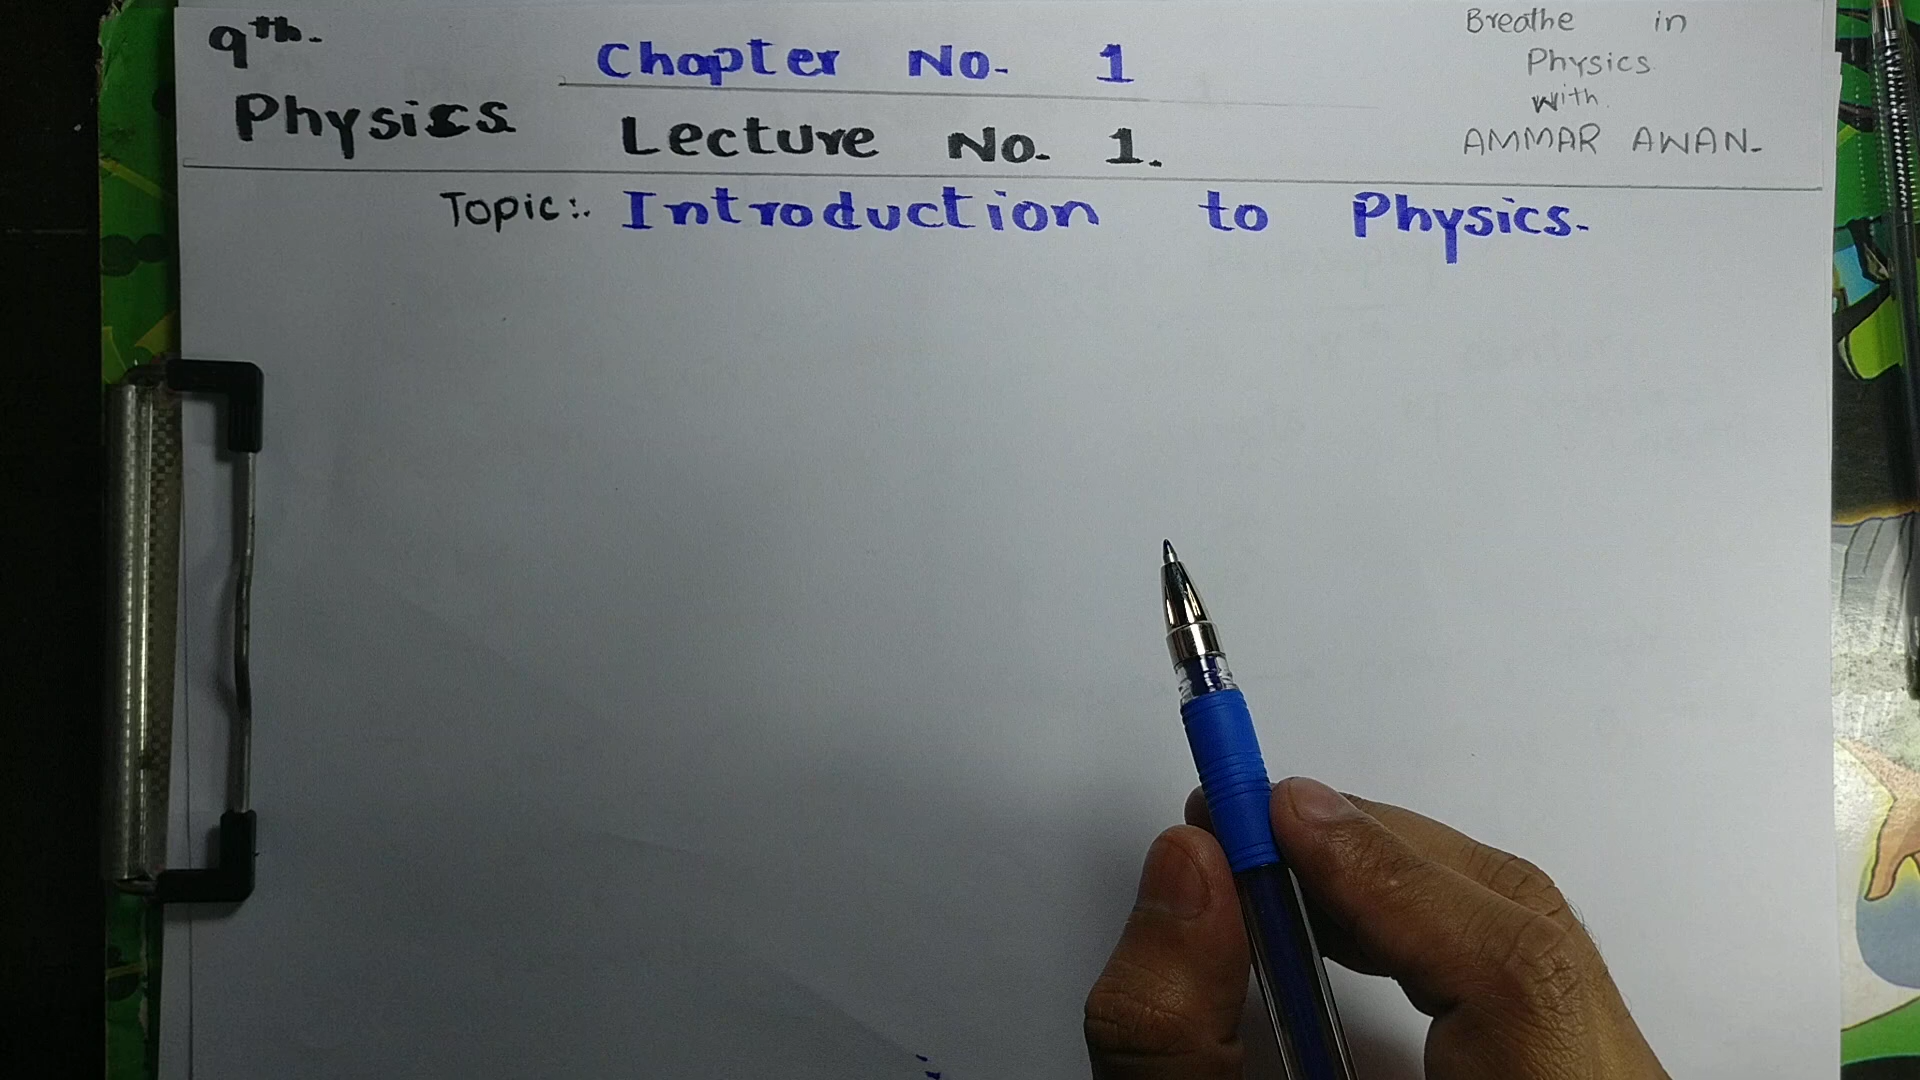 9th.
Physics
Chapter No. 1
Lecture No. 1.
Breathe in
Physics
with.
AMMAR AWAN.
Topic:. Introduction to Physics.